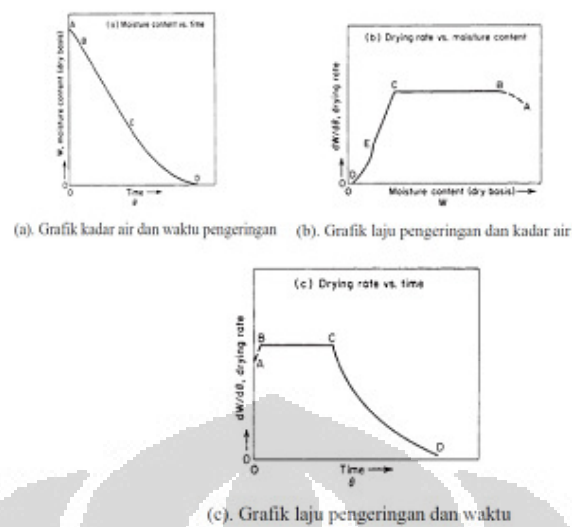 (a) Moisture content vs. time
A
B
C
D
W, moisture content (dry basis)
O
O
Time
θ
(b) Drying rate vs. moisture content
C
B
A
E
D
dW/dθ, drying rate
O
O
Moisture content (dry basis)
W
(a). Grafik kadar air dan waktu pengeringan
(b). Grafik laju pengeringan dan kadar air
(c) Drying rate vs. time
B
C
A
D
dW/dθ, drying rate
O
O
Time
θ
(c). Grafik laju pengeringan dan waktu